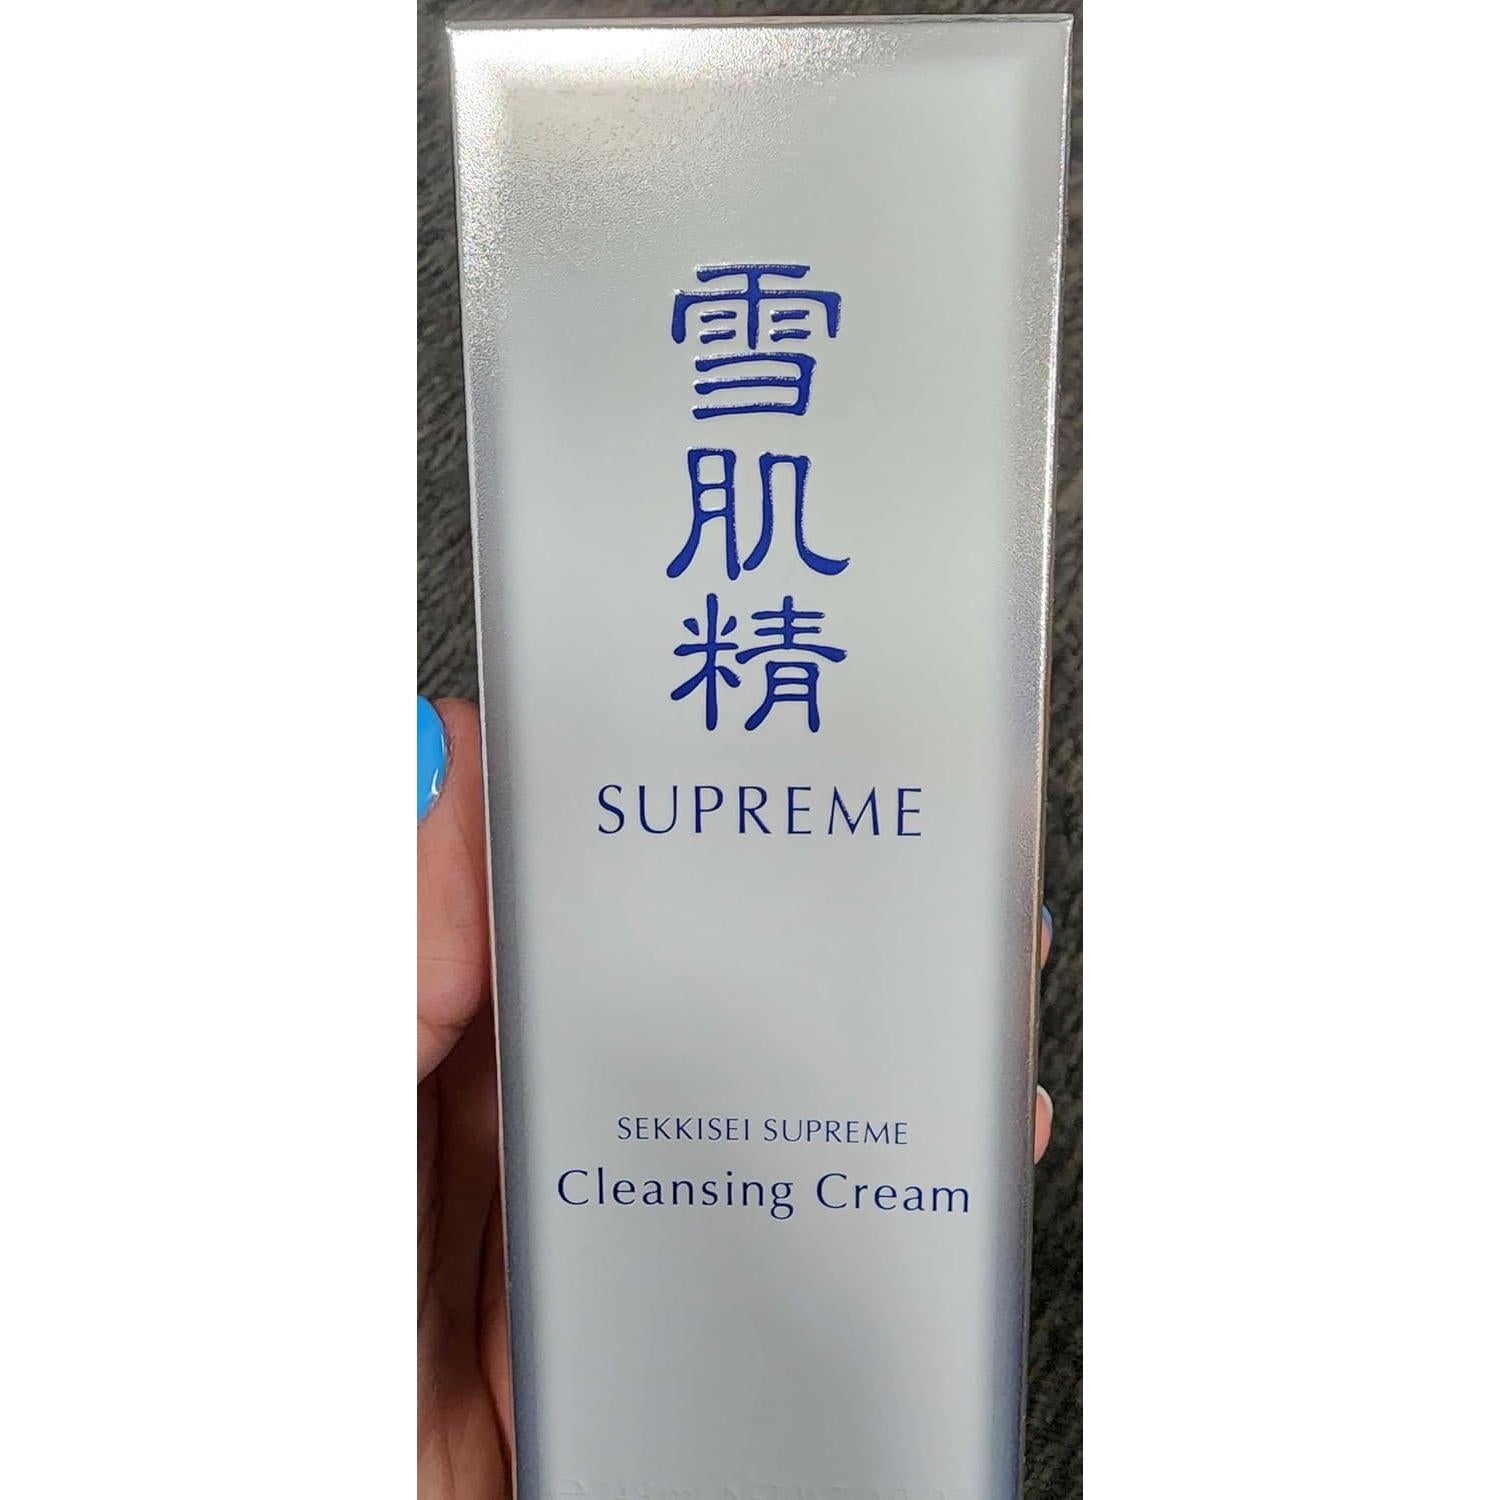 雪肌精
SUPREME
SEKKISEI SUPREME
Cleansing Cream